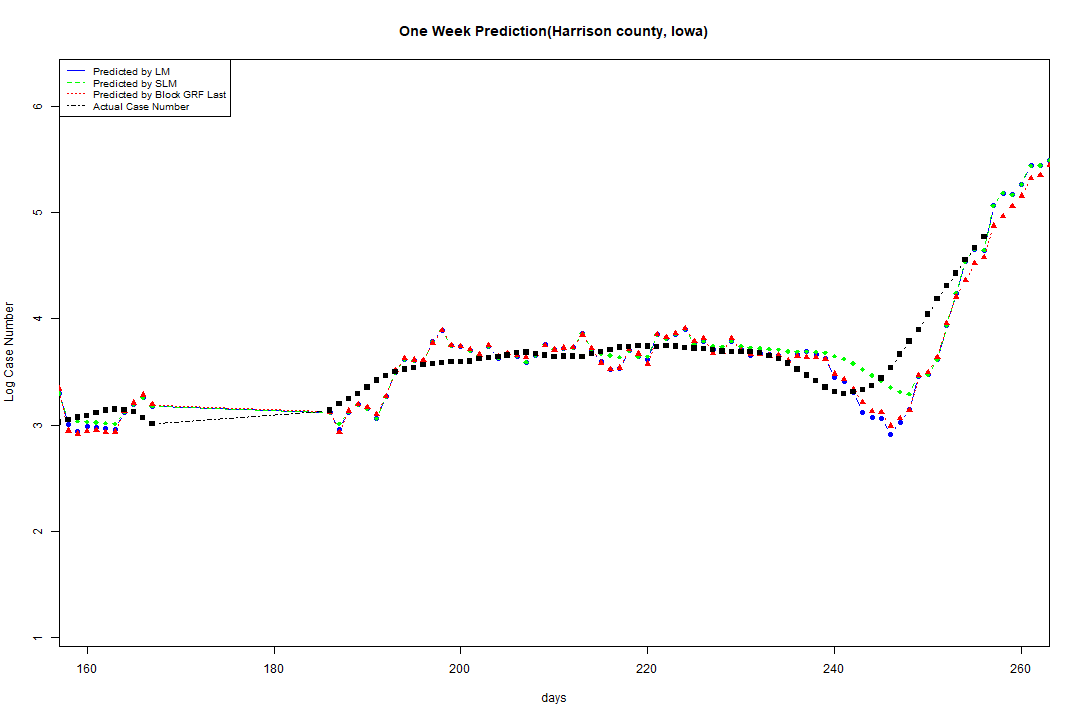 One Week Prediction(Harrison county, Iowa)
Predicted by LM
Predicted by SLM
Predicted by Block GRF Last
Actual Case Number
Log Case Number
6
5
4
3
2
1
160 180 200 220 240 260
days